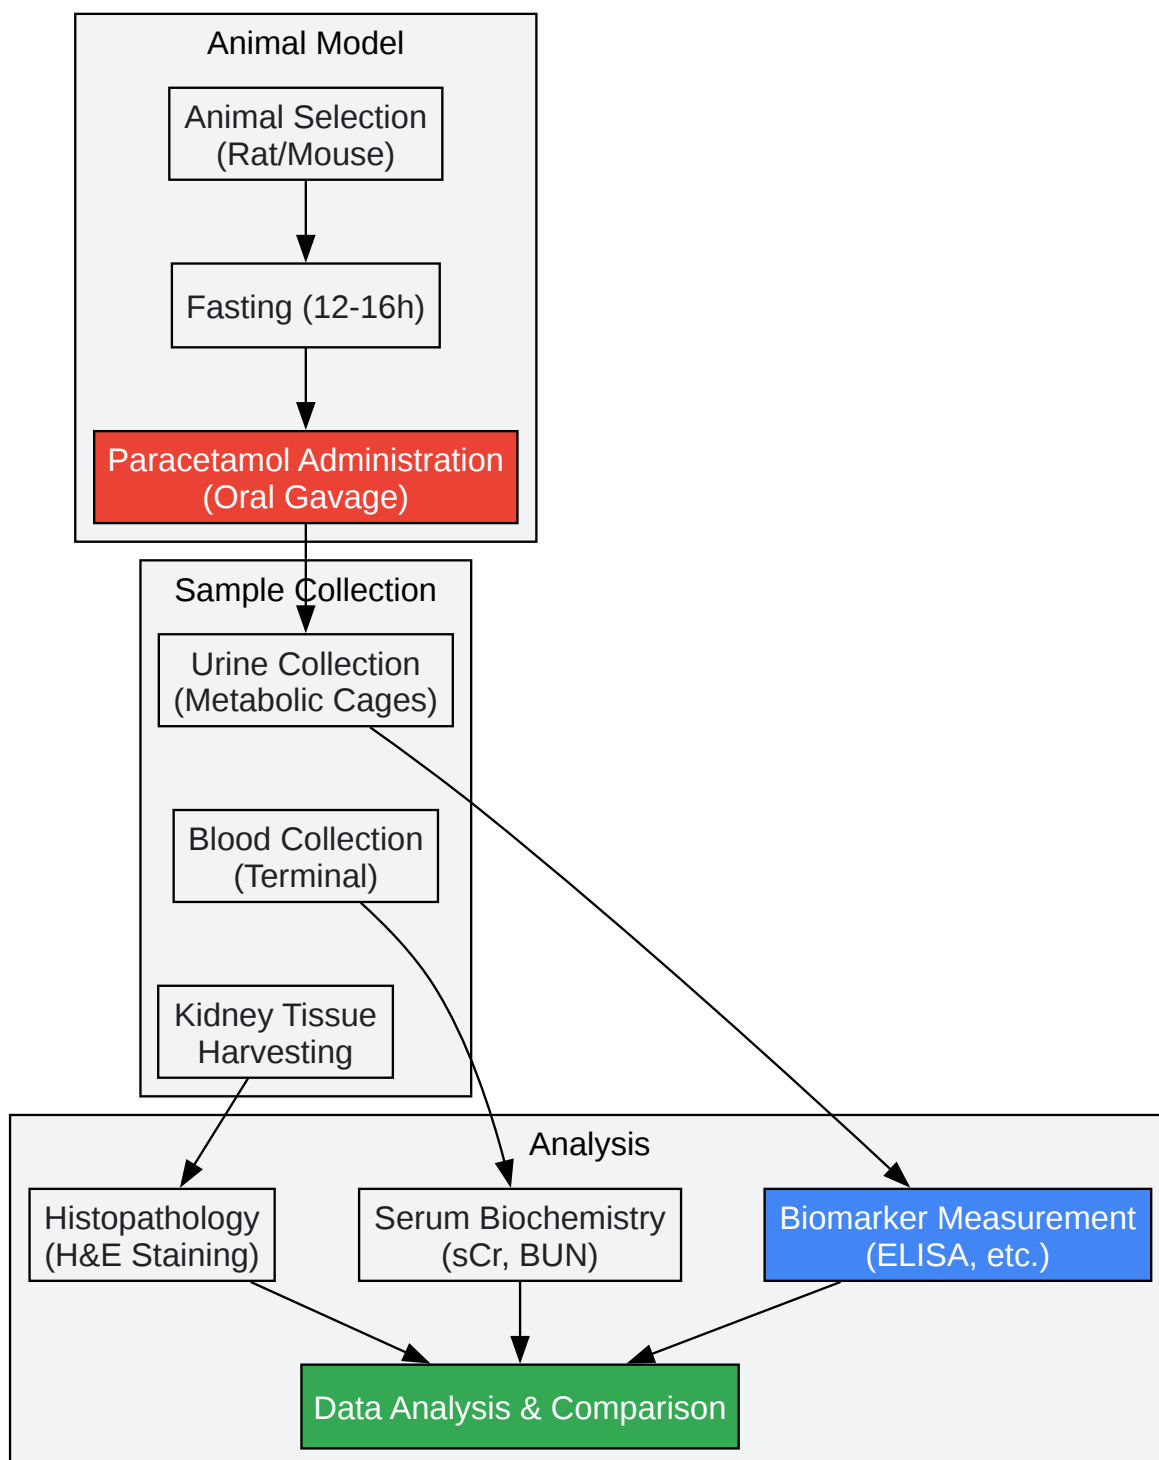 Animal Model
Animal Selection
(Rat/Mouse)
Fasting (12-16h)
Paracetamol Administration
(Oral Gavage)
Sample Collection
Urine Collection
(Metabolic Cages)
Blood Collection
(Terminal)
Kidney Tissue
Harvesting
Analysis
Histopathology
(H&E Staining)
Serum Biochemistry
(sCr, BUN)
Biomarker Measurement
(ELISA, etc.)
Data Analysis & Comparison